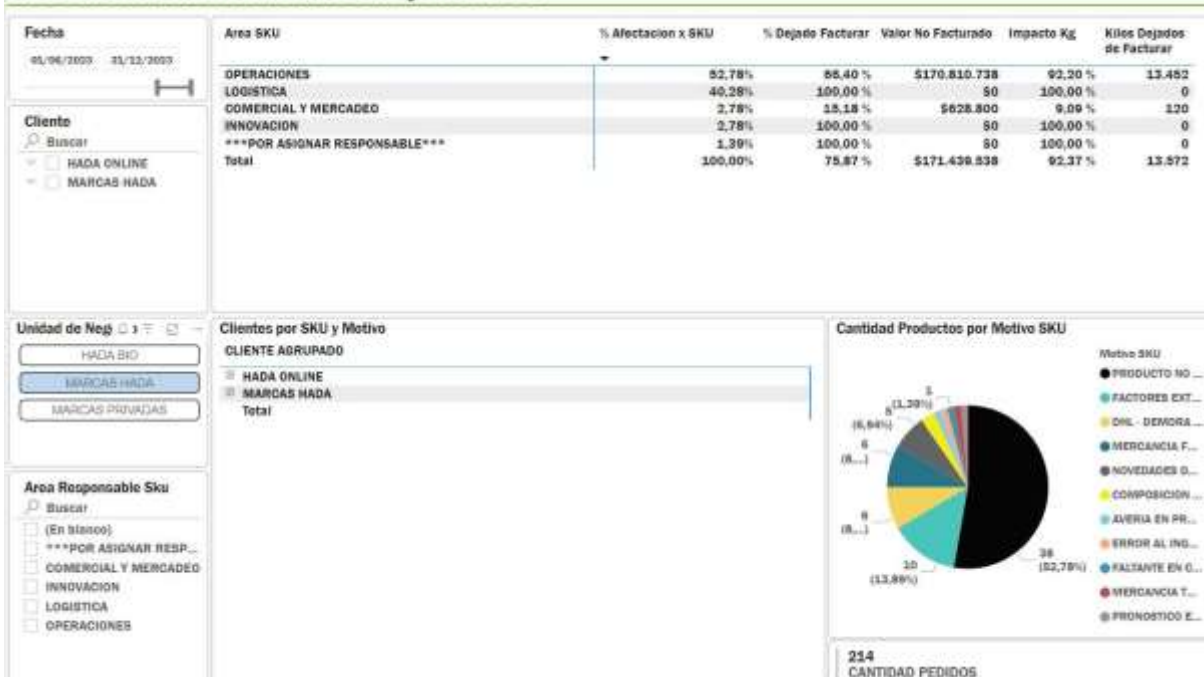 Fecha
31/12/2023
Cliente
Buscar
HADA ONLINE
MARCAS HADA
Area SKU % Afectacion x SKU % Dejado Facturar Valor No Facturado Impacto Kg Kilos Dejados de Facturar
OPERACIONES 52,78% 66,40 % $170.810.738 92,20 % 13.452
LOGISTICA 40,28% 100,00 % $0 100,00 % 0
COMERCIAL Y MERCADEO 2,78% 15,18 % $628.800 9,09 % 120
INNOVACION 2,78% 100,00 % $0 100,00 % 0
***POR ASIGNAR RESPONSABLE*** 1,39% 100,00 % $0 100,00 % 0
Total 100,00% 75,87 % $171.439.538 92,37 % 13.572
Unidad de Neg
HADA BIO
MARCAS HADA
MARCAS PRIVADAS
Area Responsable Sku
Buscar
(En blanco)
***POR ASIGNAR RESP...
COMERCIAL Y MERCADEO
INNOVACION
LOGISTICA
OPERACIONES
Clientes por SKU y Motivo
CLIENTE AGRUPADO
HADA ONLINE
MARCAS HADA
Total
Cantidad Productos por Motivo SKU
1
(1,39%)
5
(6,94%)
6
(8,...)
(8,...)
10
(13,89%)
38
(52,78%)
Motivo SKU
PRODUCTO NO ...
FACTORES EXT...
DHL - DEMORA ...
MERCANCIA F...
NOVEDADES D...
COMPOSICION ...
AVERIA EN PR...
ERROR AL ING...
FALTANTE EN C...
MERCANCIA T...
PRONOSTICO E...
214
CANTIDAD PEDIDOS